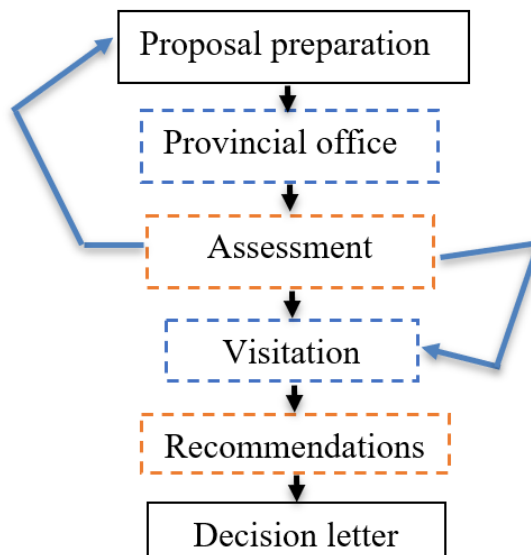 Proposal preparation
Provincial office
Assessment
Visitation
Recommendations
Decision letter